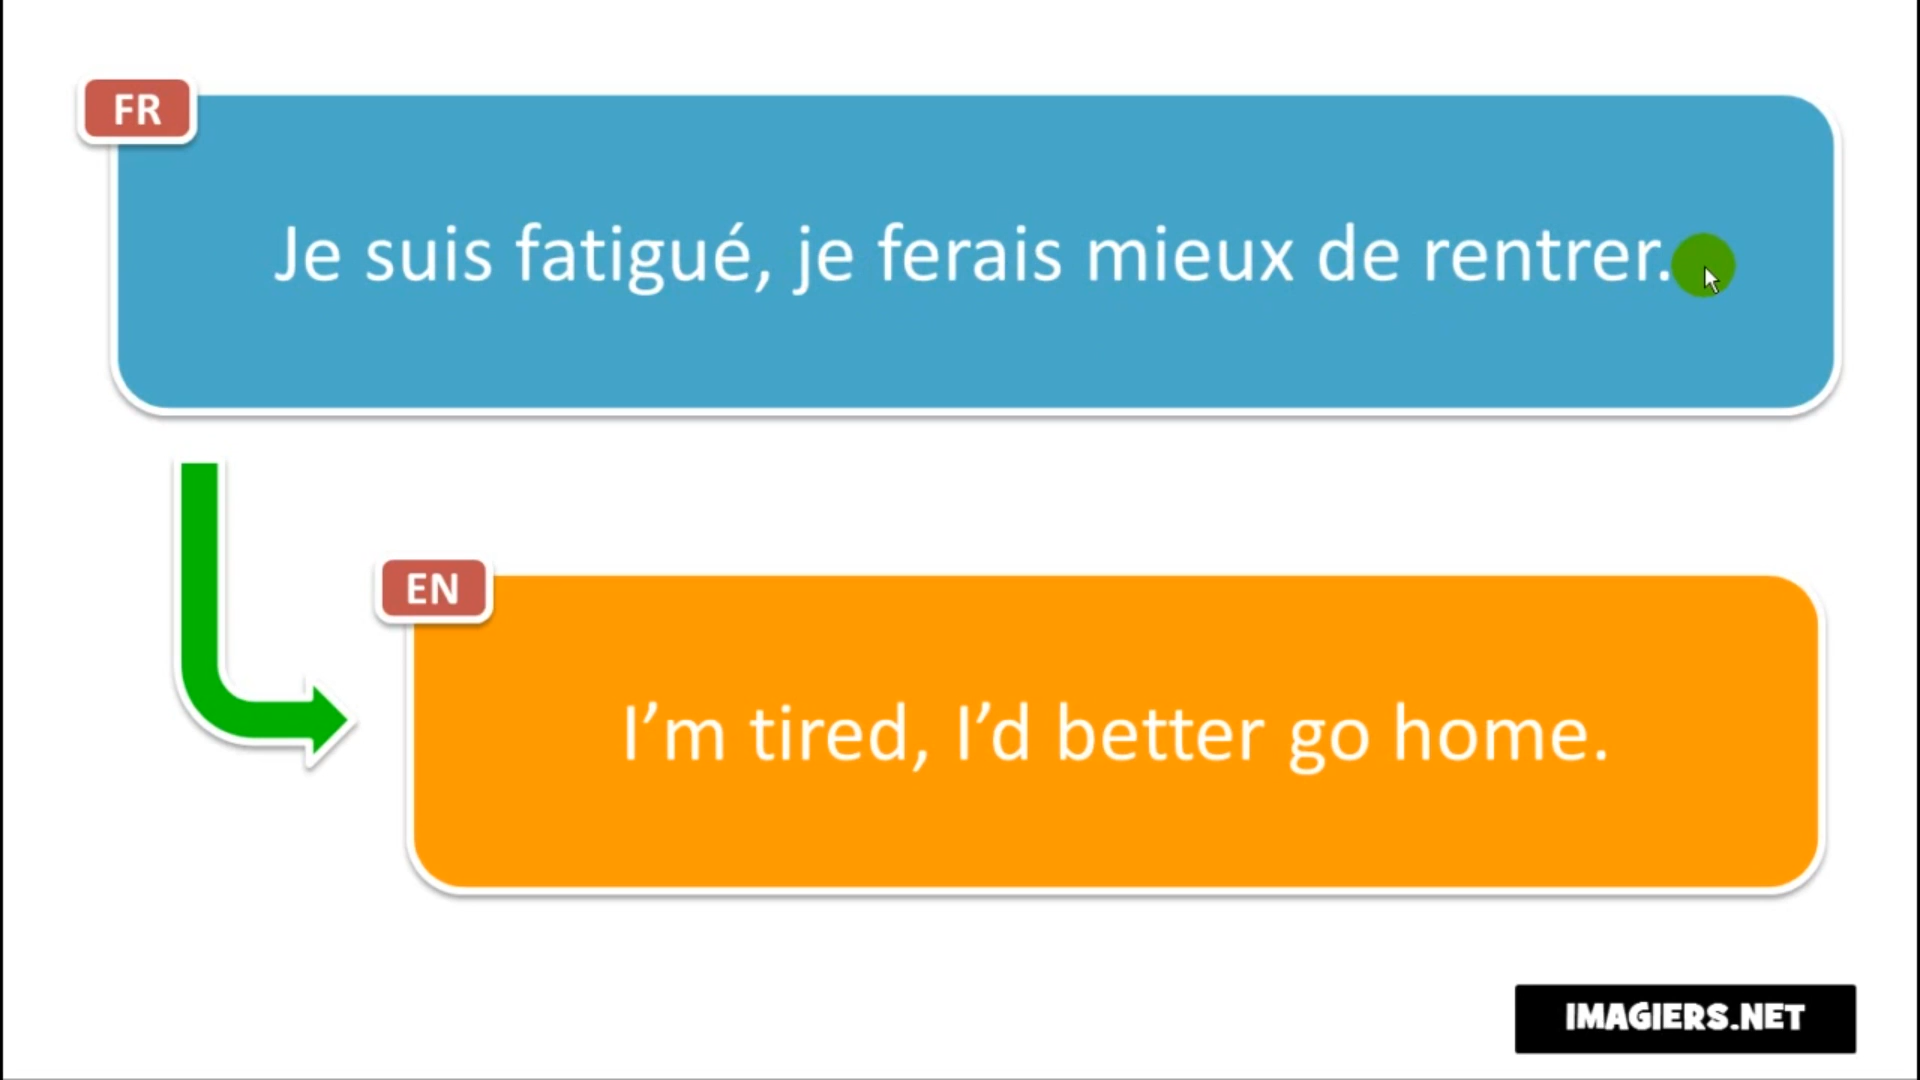 FR
Je suis fatigué, je ferais mieux de rentrer.
EN
I’m tired, I’d better go home.
IMAGIERS.NET